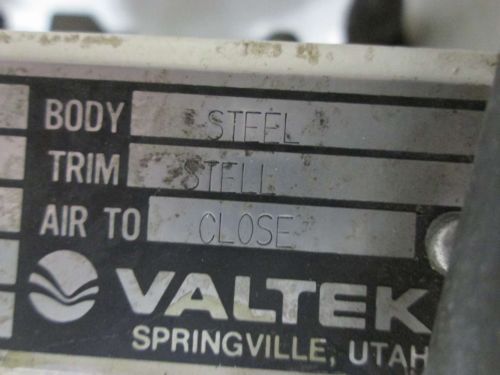 BODY STEEL
TRIM STELL
AIR TO CLOSE
VALTEK
SPRINGVILLE, UTAH